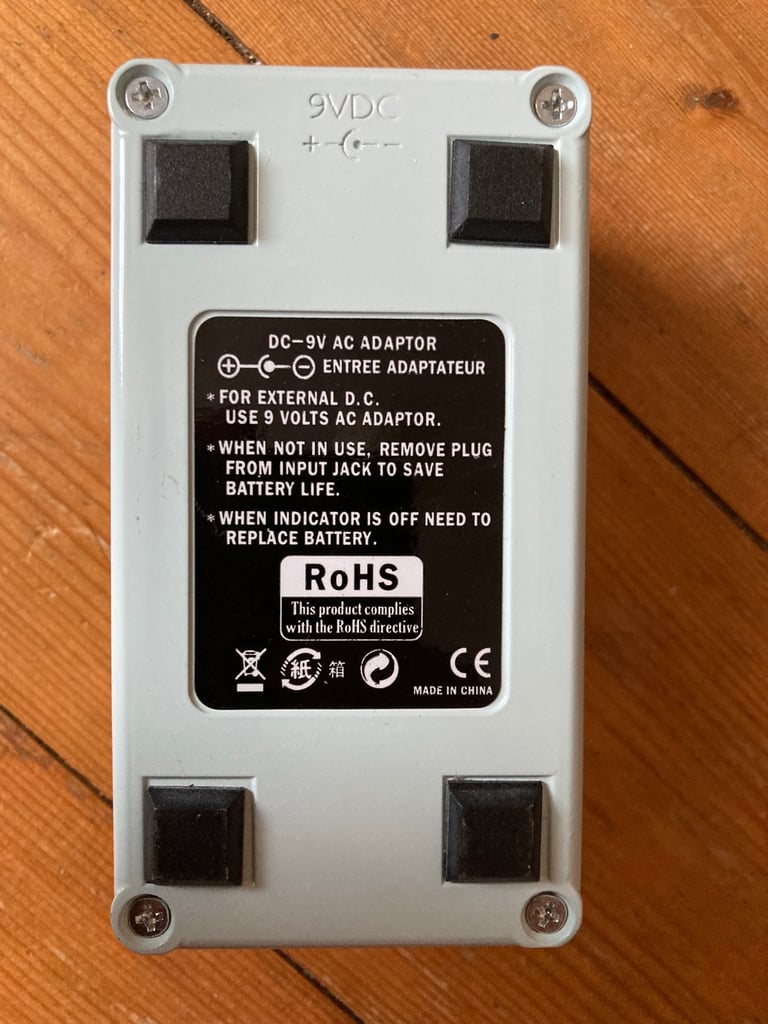 9VDC
+ -
DC-9V AC ADAPTOR
+ - ENTREE ADAPTATEUR
*FOR EXTERNAL D.C.
USE 9 VOLTS AC ADAPTOR.
*WHEN NOT IN USE, REMOVE PLUG
FROM INPUT JACK TO SAVE
BATTERY LIFE.
*WHEN INDICATOR IS OFF NEED TO
REPLACE BATTERY.
RoHS
This product complies
with the RoHS directive
紙 箱 CE
MADE IN CHINA